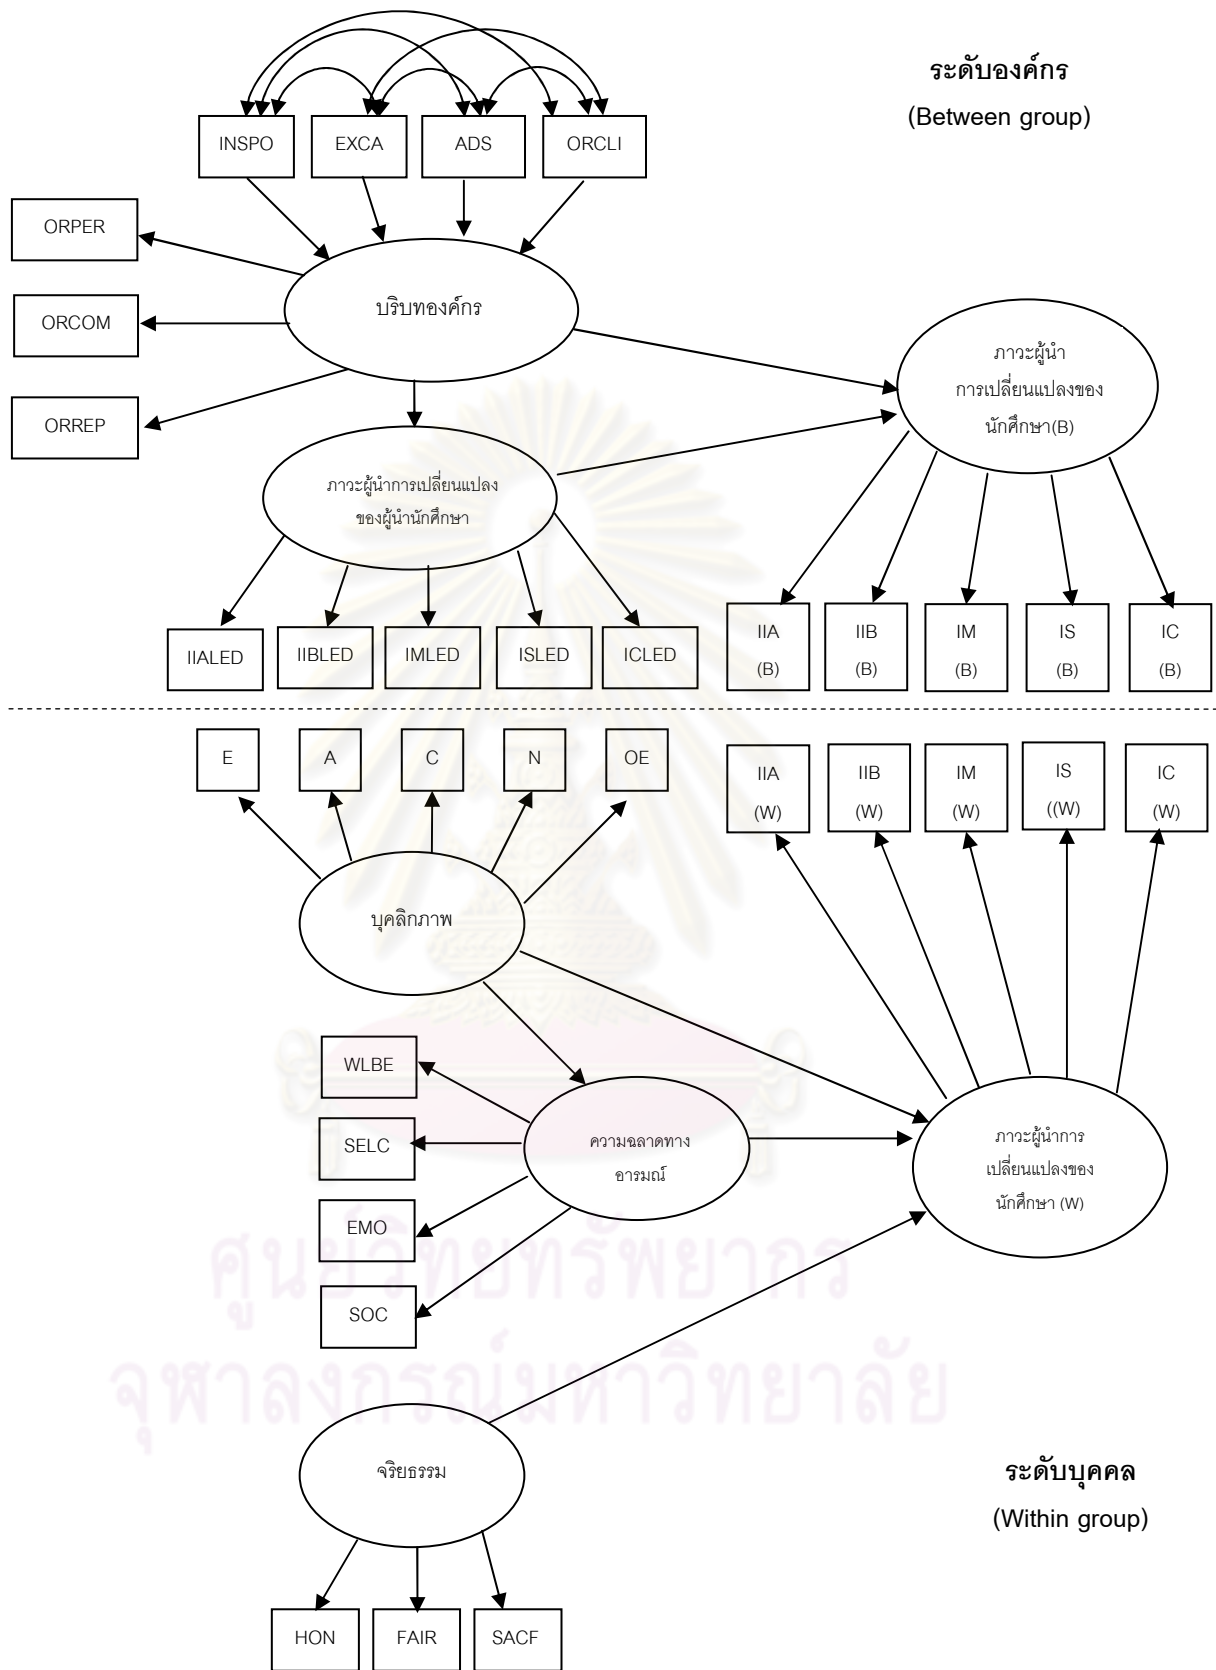 ระดับองค์กร
(Between group)
INSPO
EXCA
ADS
ORCLI
ORPER
บริบทองค์กร
ORCOM
ORREP
ภาวะผู้นำ
การเปลี่ยนแปลงของ
นักศึกษา(B)
ภาวะผู้นำการเปลี่ยนแปลง
ของผู้นำนักศึกษา
IIALED
IIBLED
IMLED
ISLED
ICLED
IIA
(B)
IIB
(B)
IM
(B)
IS
(B)
IC
(B)
E
A
C
N
OE
IIA
(W)
IIB
(W)
IM
(W)
IS
((W)
IC
(W)
บุคลิกภาพ
WLBE
SELC
EMO
SOC
ความฉลาดทาง
อารมณ์
ภาวะผู้นำการ
เปลี่ยนแปลงของ
นักศึกษา (W)
ศูนย์วิทยทรัพยากร
จุฬาลงกรณ์มหาวิทยาลัย
จริยธรรม
ระดับบุคคล
(Within group)
HON
FAIR
SACF